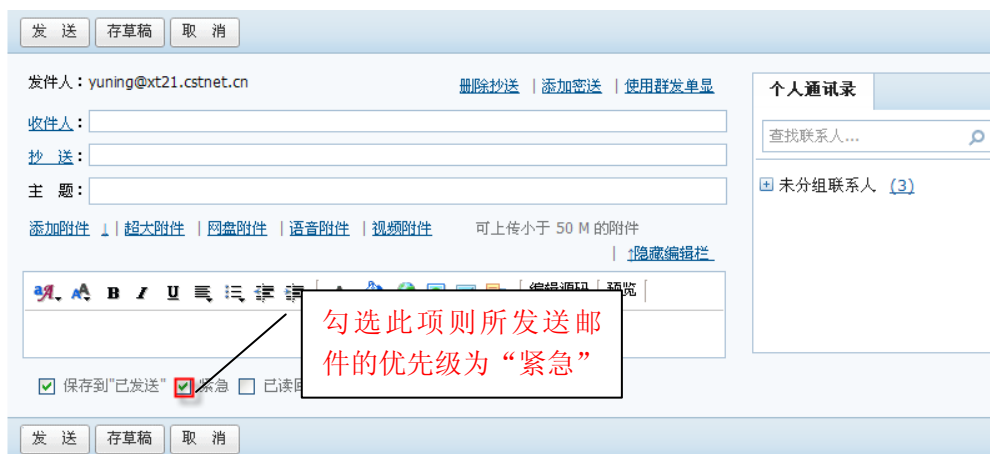 发 送 存草稿 取 消
发件人：yuning@xt21.cstnet.cn 删除抄送 | 添加密送 | 使用群发单显
收件人：
抄 送：
主 题：
添加附件 ↓ | 超大附件 | 网盘附件 | 语音附件 | 视频附件 可上传小于 50 M 的附件
| ↑隐藏编辑栏
B I U 编辑源码 预览
勾选此项则所发送邮
件的优先级为“紧急”
保存到"已发送" 紧急 已读
发 送 存草稿 取 消
个人通讯录
查找联系人...
未分组联系人 (3)